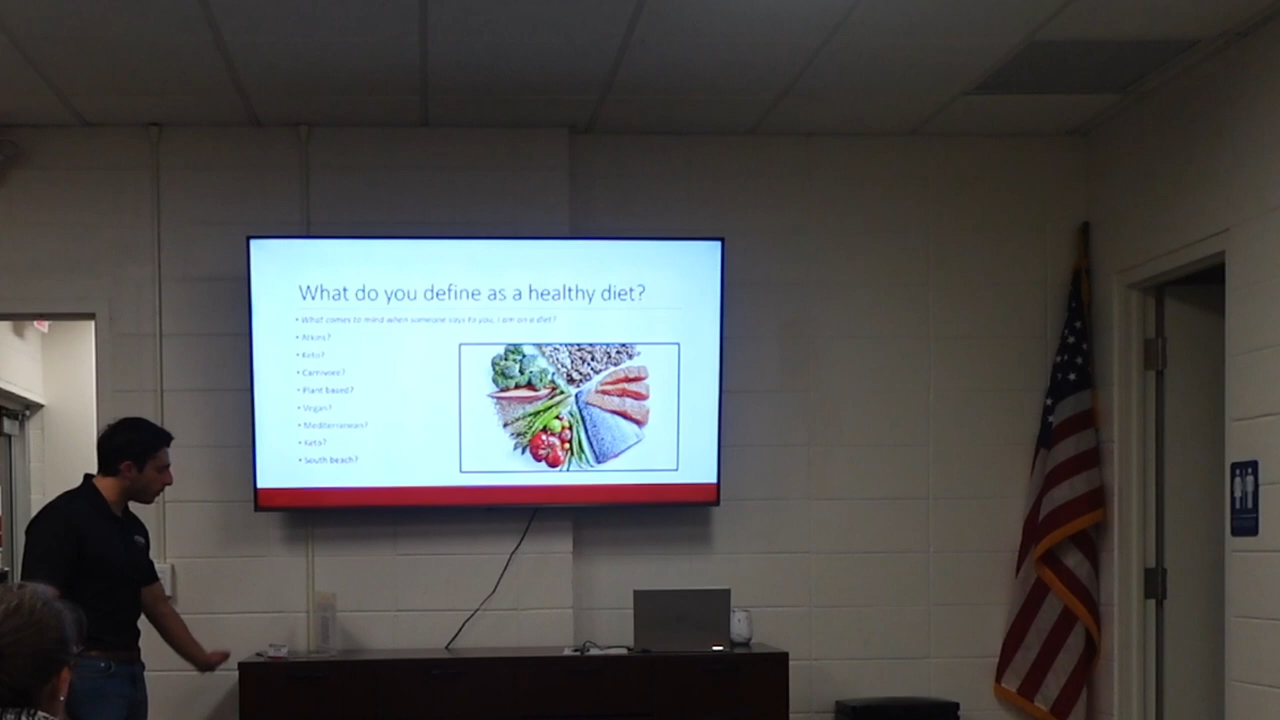 What do you define as a healthy diet?
• What comes to mind when someone says to you, I am on a diet?
• Atkins?
• Keto?
• Carnivore?
• Plant based?
• Vegan?
• Mediterranean?
• Keto?
• South beach?